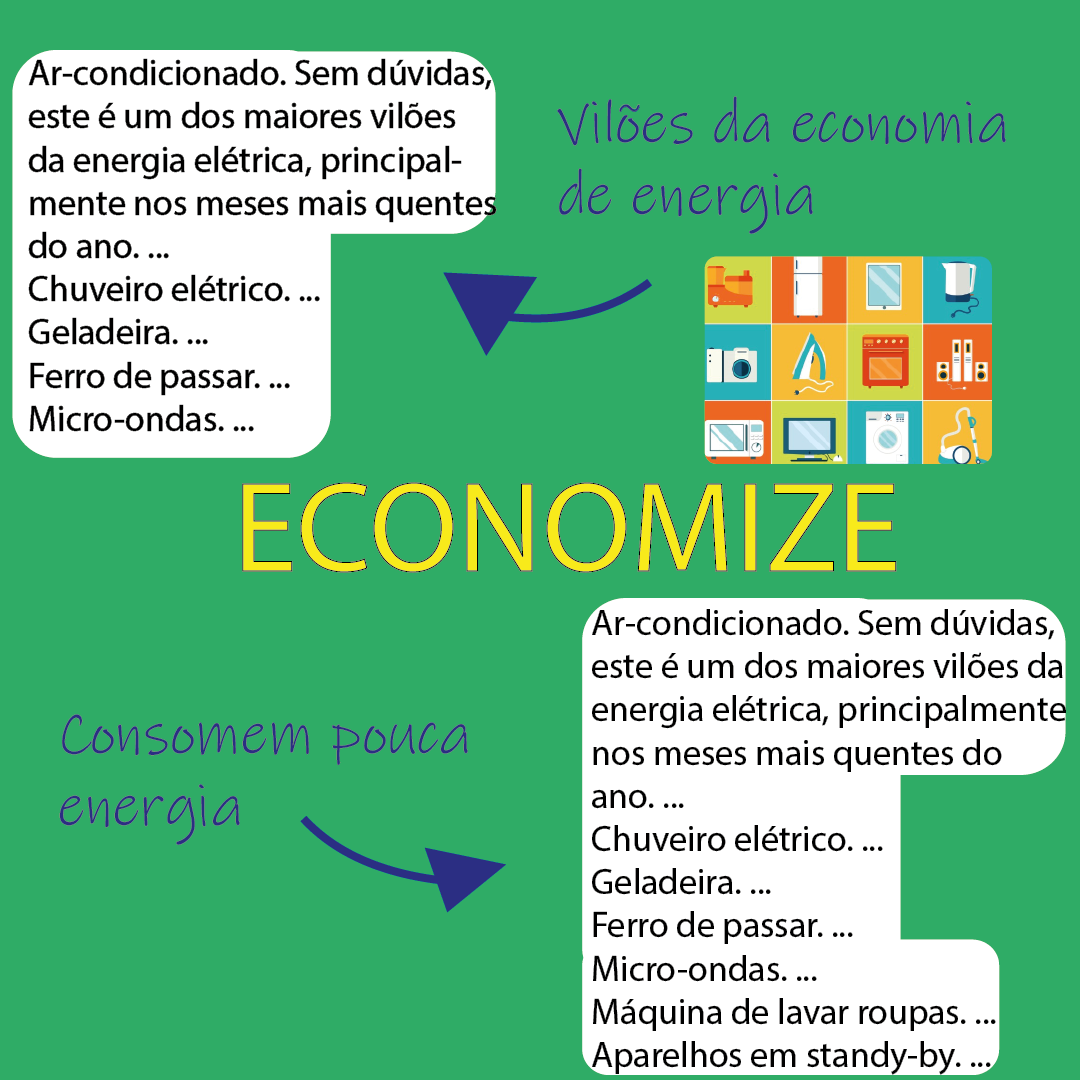 Ar-condicionado. Sem dúvidas,
este é um dos maiores vilões
da energia elétrica, principal-
mente nos meses mais quentes
do ano. ...
Chuveiro elétrico. ...
Geladeira. ...
Ferro de passar. ...
Micro-ondas. ...
Vilões da economia
de energia
ECONOMIZE
Consomem pouca
energia
Ar-condicionado. Sem dúvidas,
este é um dos maiores vilões da
energia elétrica, principalmente
nos meses mais quentes do
ano. ...
Chuveiro elétrico. ...
Geladeira. ...
Ferro de passar. ...
Micro-ondas. ...
Máquina de lavar roupas. ...
Aparelhos em standy-by. ...